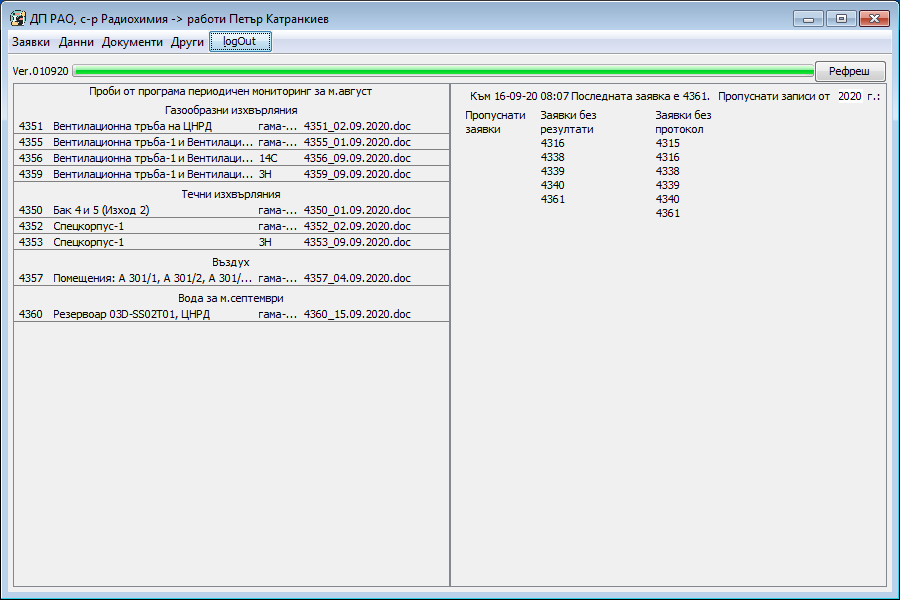 ДП РАО, с-р Радиохимия -> работи Петър Катранкиев
Заявки Данни Документи Други logOut
Ver.010920 Рефреш
Проби от програма периодичен мониторинг за м.август
Газообразни изхвърляния
4351 Вентилационна тръба на ЦНРД гама-... 4351_02.09.2020.doc
4355 Вентилационна тръба-1 и Вентилаци... гама-... 4355_01.09.2020.doc
4356 Вентилационна тръба-1 и Вентилаци... 14C 4356_09.09.2020.doc
4359 Вентилационна тръба-1 и Вентилаци... 3H 4359_09.09.2020.doc
Течни изхвърляния
4350 Бак 4 и 5 (Изход 2) гама-... 4350_01.09.2020.doc
4352 Спецкорпус-1 гама-... 4352_02.09.2020.doc
4353 Спецкорпус-1 3H 4353_09.09.2020.doc
Въздух
4357 Помещения: А 301/1, А 301/2, А 301/... гама-... 4357_04.09.2020.doc
Вода за м.септември
4360 Резервоар 03D-SS02T01, ЦНРД гама-... 4360_15.09.2020.doc
Към 16-09-20 08:07 Последната заявка е 4361. Пропуснати записи от 2020 г.:
Пропуснати заявки
Заявки без резултати
4316
4338
4339
4340
4361
Заявки без протокол
4315
4316
4338
4339
4340
4361